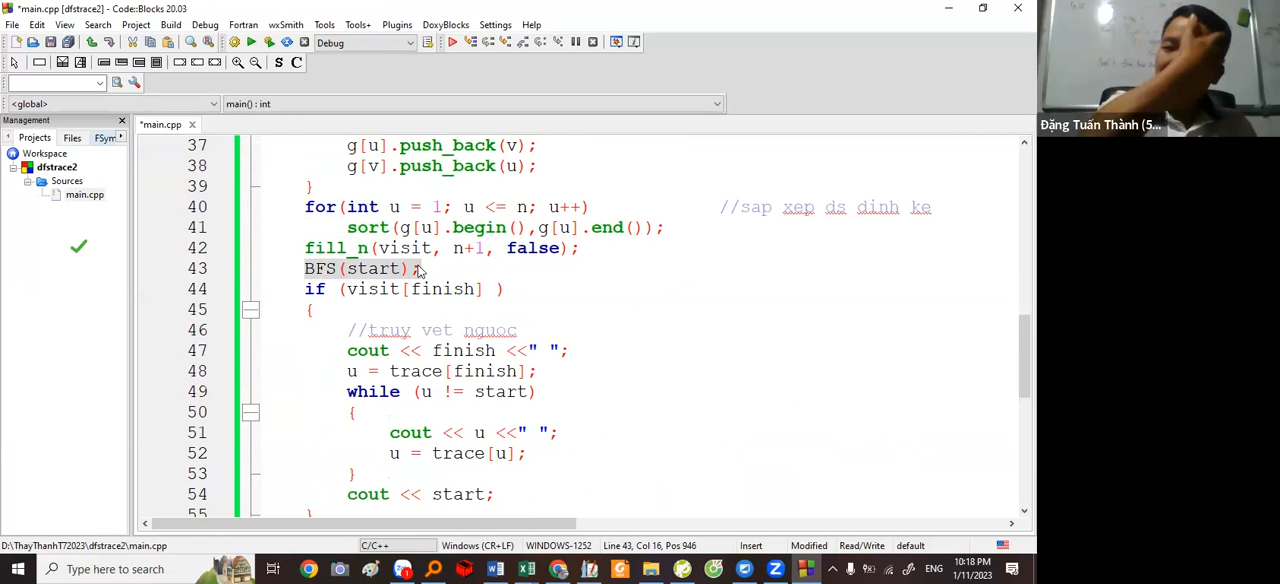 *main.cpp [dfstrace2] - Code::Blocks 20.03
File Edit View Search Project Build Debug Fortran wxSmith Tools Tools+ Plugins DoxyBlocks Settings Help
Debug
S C
<global> main() : int
Management
Projects Files FSym
Workspace
dfstrace2
Sources
main.cpp
*main.cpp
37 g[u].push_back(v);
38 g[v].push_back(u);
39 }
40 for(int u = 1; u <= n; u++) //sap xep ds dinh ke
41 sort(g[u].begin(),g[u].end());
42 fill_n(visit, n+1, false);
43 BFS(start);
44 if (visit[finish] )
45 {
46 //truy vet nguoc
47 cout << finish <<" ";
48 u = trace[finish];
49 while (u != start)
50 {
51 cout << u <<" ";
52 u = trace[u];
53 }
54 cout << start;
55 }
Đặng Tuấn Thành (5...
D:\ThayThanhT72023\dfstrace2\main.cpp C/C++ Windows (CR+LF) WINDOWS-1252 Line 43, Col 16, Pos 946 Insert Modified Read/Write default
Type here to search
ENG
10:18 PM
1/11/2023